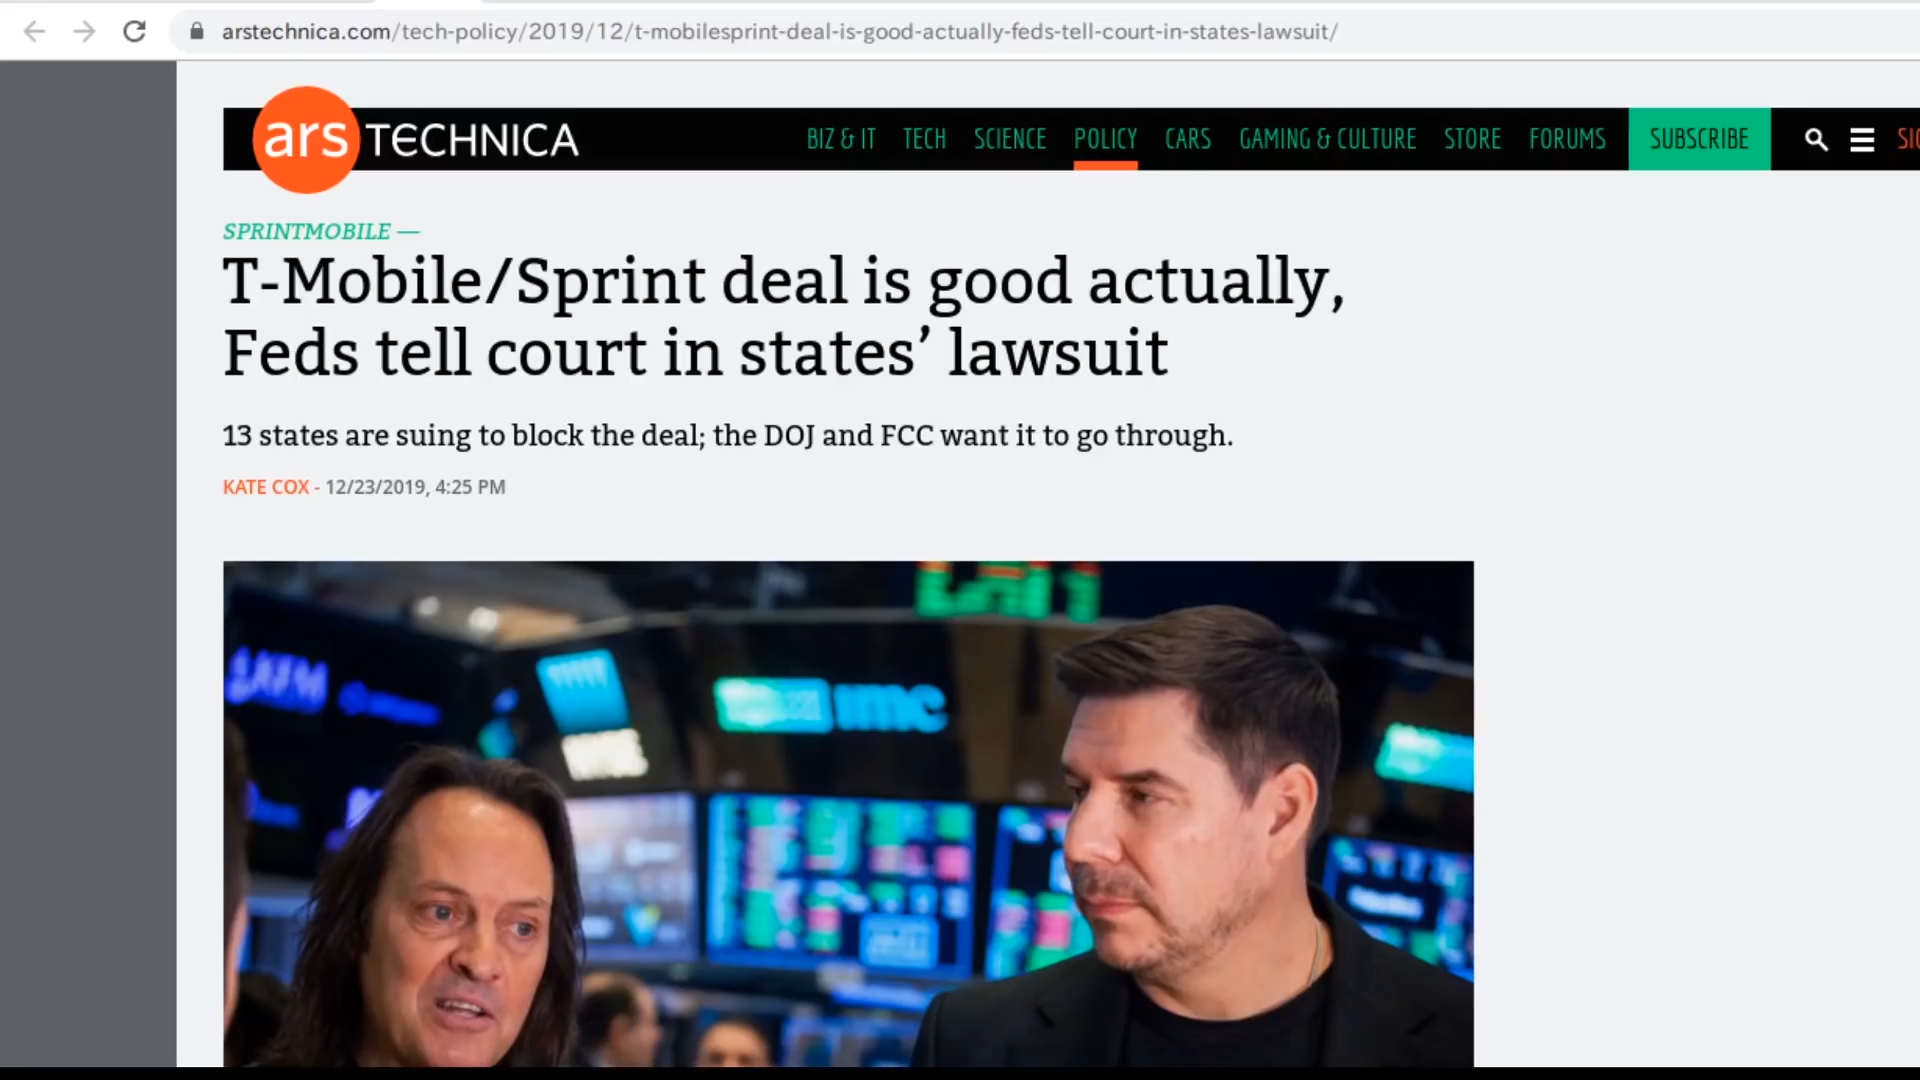 arstechnica.com/tech-policy/2019/12/t-mobilesprint-deal-is-good-actually-feds-tell-court-in-states-lawsuit/
ars TECHNICA
BIZ & IT TECH SCIENCE POLICY CARS GAMING & CULTURE STORE FORUMS SUBSCRIBE
SPRINTMOBILE —
T-Mobile/Sprint deal is good actually,
Feds tell court in states’ lawsuit
13 states are suing to block the deal; the DOJ and FCC want it to go through.
KATE COX - 12/23/2019, 4:25 PM
imc